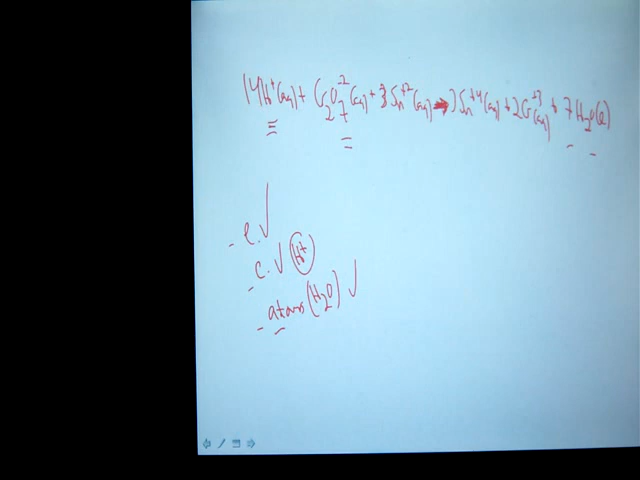 14H⁺(aq) + Cr₂O₇⁻²(aq) + 3Sn⁺²(aq) → 3Sn⁺⁴(aq) + 2Cr⁺³(aq) + 7H₂O(l)
- e. ✓
- c. ✓ H⁺
- atoms (H₂O) ✓